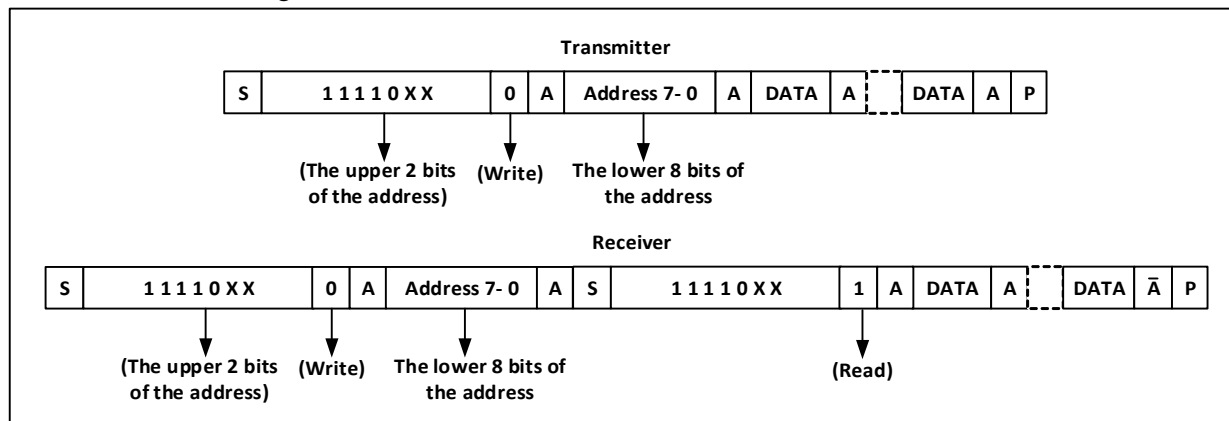 Transmitter
S 1 1 1 1 0 X X 0 A Address 7- 0 A DATA A DATA A P
(The upper 2 bits of the address) (Write) The lower 8 bits of the address
Receiver
S 1 1 1 1 0 X X 0 A Address 7- 0 A S 1 1 1 1 0 X X 1 A DATA A DATA A̅ P
(The upper 2 bits of the address) (Write) The lower 8 bits of the address (Read)